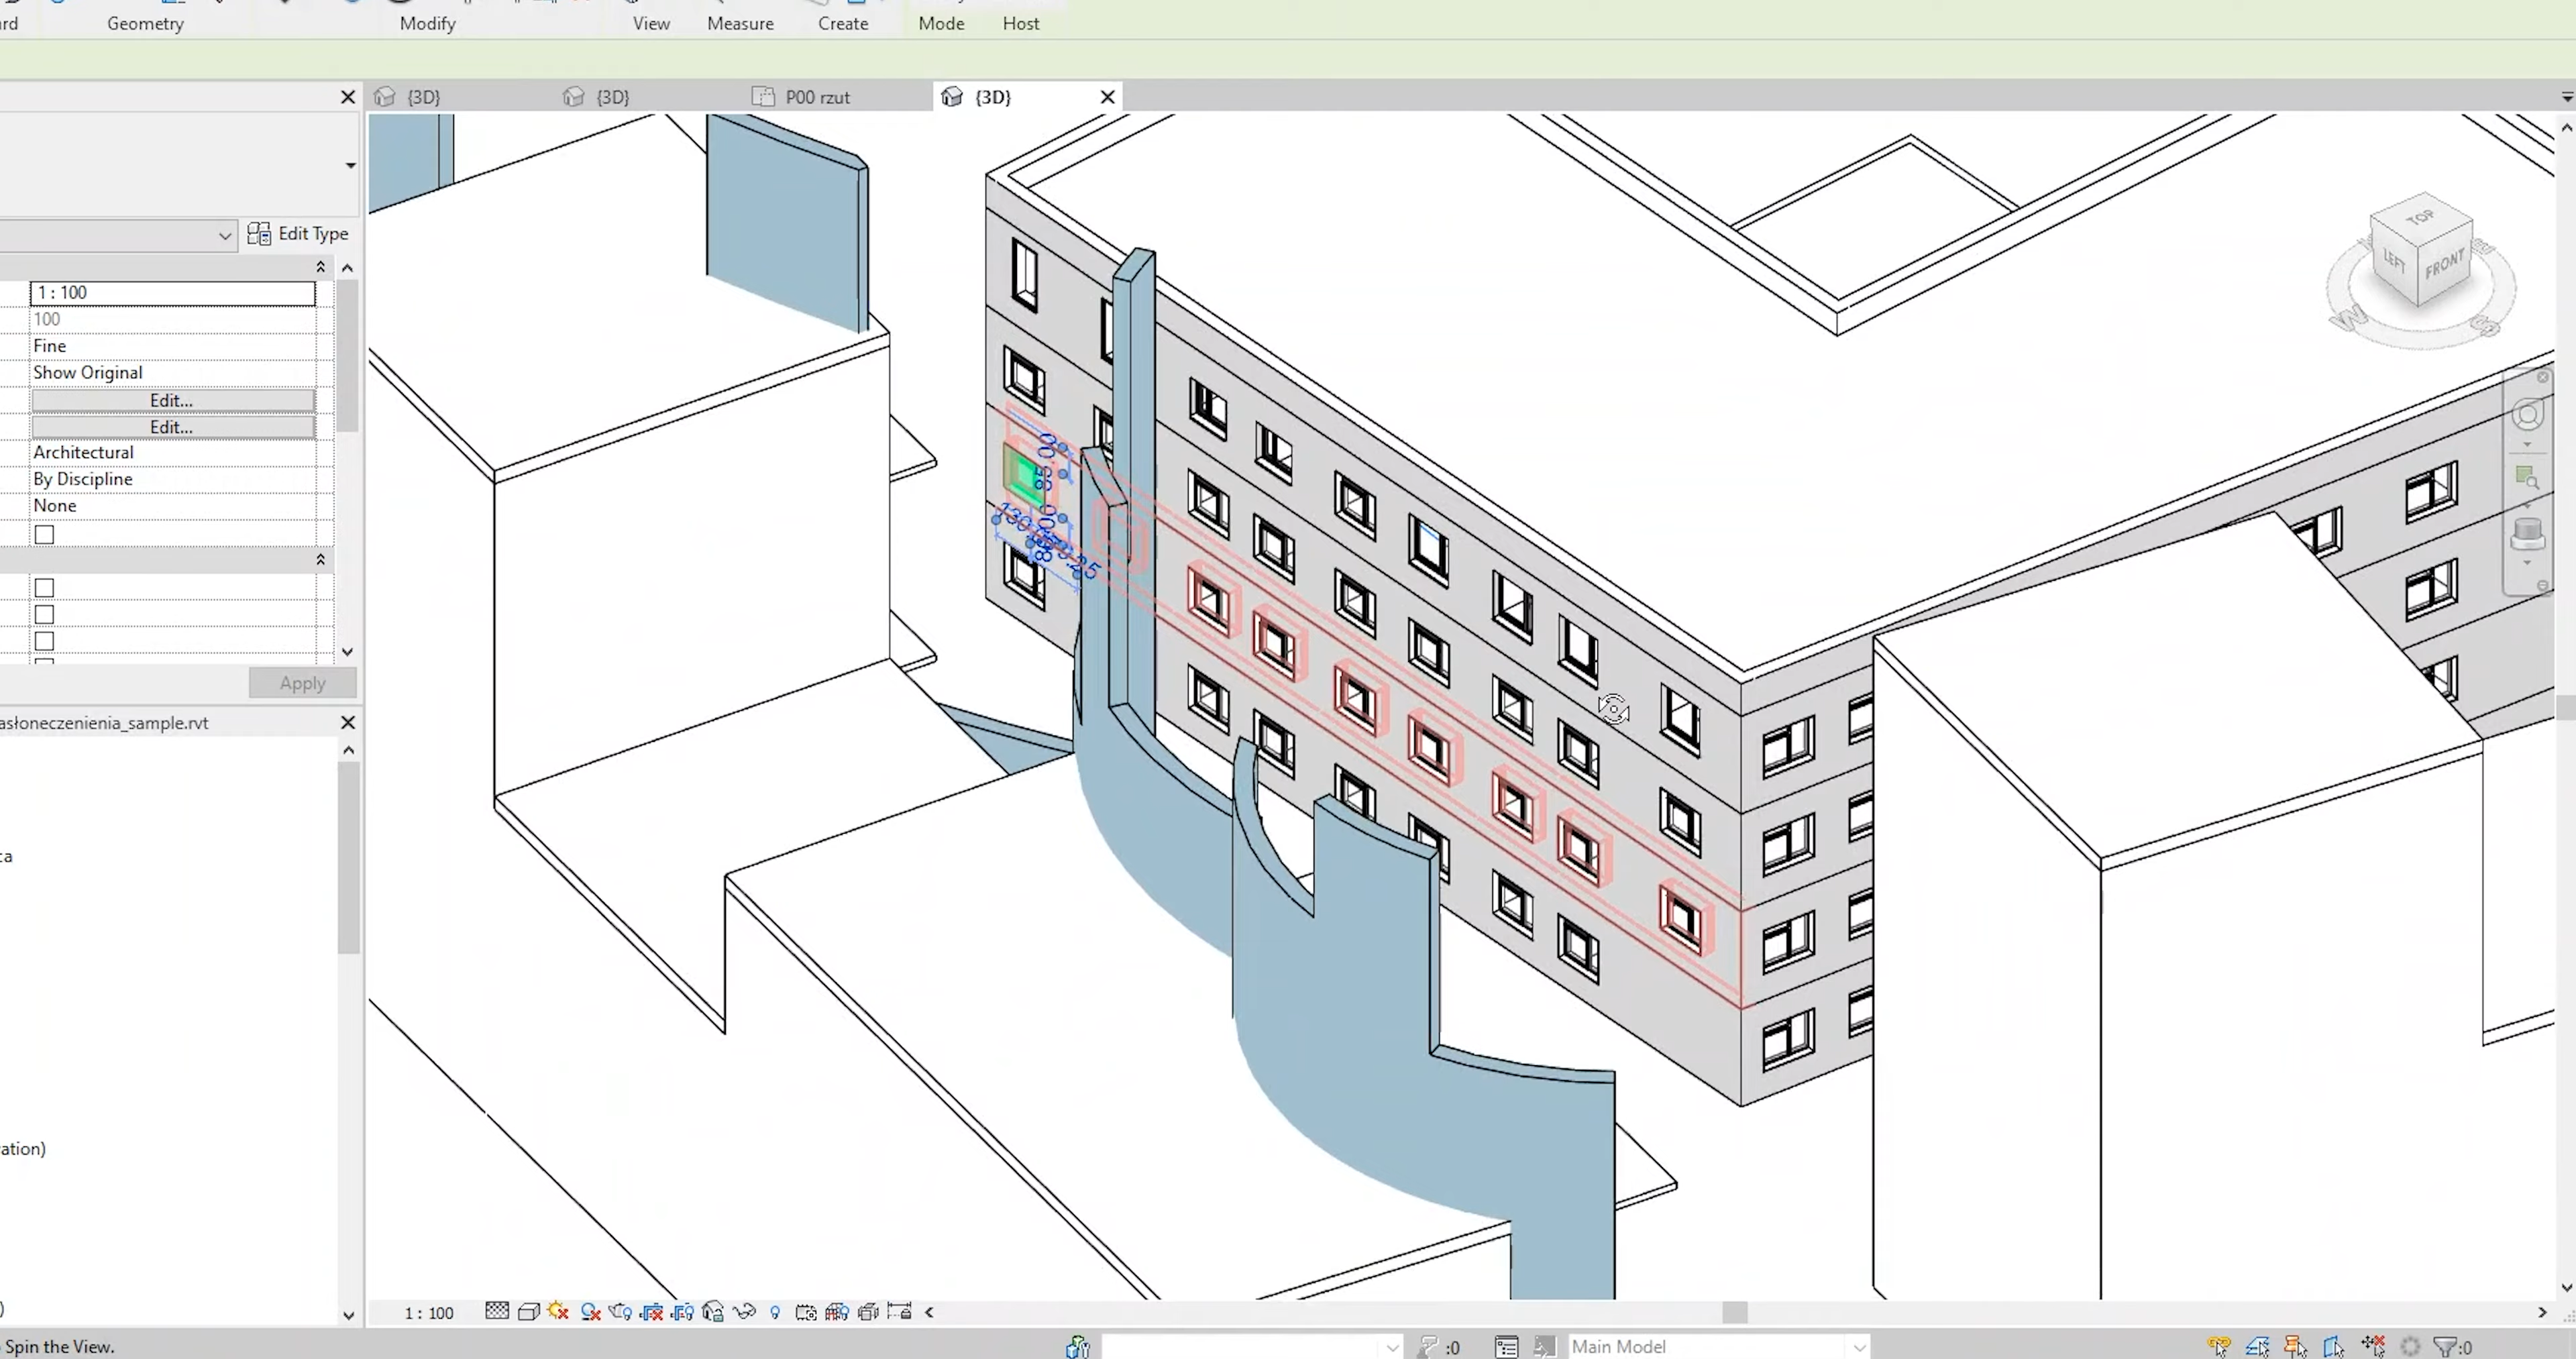 Geometry
Modify
View
Measure
Create
Mode
Host
{3D}
{3D}
P00 rzut
{3D}
Edit Type
1 : 100
100
Fine
Show Original
Edit...
Edit...
Architectural
By Discipline
None
Apply
asłoneczenienia_sample.rvt
ation)
TOP
LEFT
FRONT
W
S
1 : 100
Spin the View.
:0
Main Model
:0